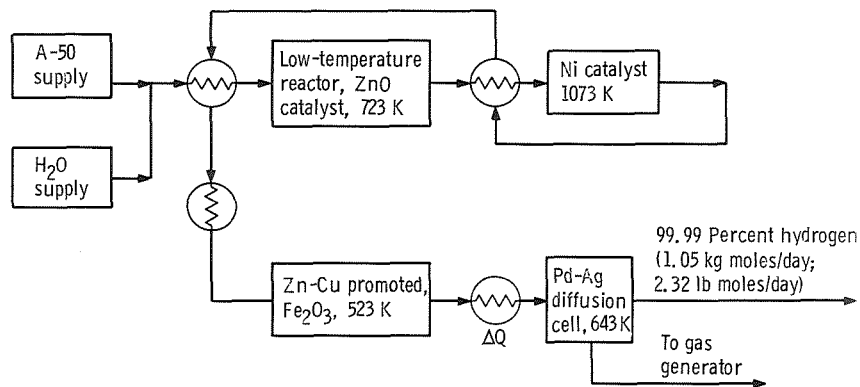 A-50
supply
H2O
supply
Low-temperature
reactor, ZnO
catalyst, 723 K
Ni catalyst
1073 K
Zn-Cu promoted,
Fe2O3, 523 K
ΔQ
Pd-Ag
diffusion
cell, 643 K
99.99 Percent hydrogen
(1.05 kg moles/day;
2.32 lb moles/day)
To gas
generator